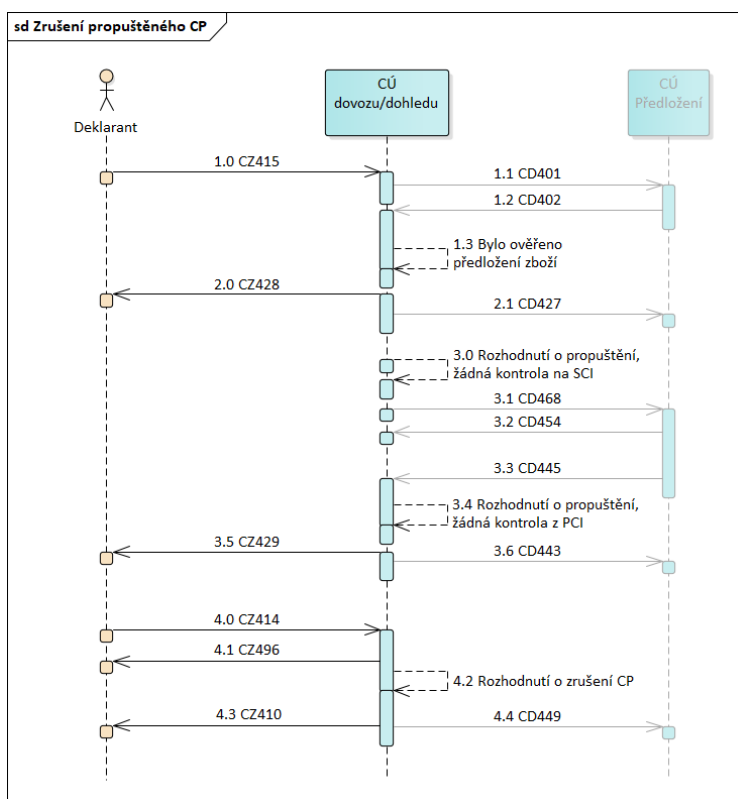 sd Zrušení propuštěného CP
Deklarant
CÚ
dovozu/dohledu
CÚ
Předložení
1.0 CZ415
1.1 CD401
1.2 CD402
1.3 Bylo ověřeno
předložení zboží
2.0 CZ428
2.1 CD427
3.0 Rozhodnutí o propuštění,
žádná kontrola na SCI
3.1 CD468
3.2 CD454
3.3 CD445
3.4 Rozhodnutí o propuštění,
žádná kontrola z PCI
3.5 CZ429
3.6 CD443
4.0 CZ414
4.1 CZ496
4.2 Rozhodnutí o zrušení CP
4.3 CZ410
4.4 CD449